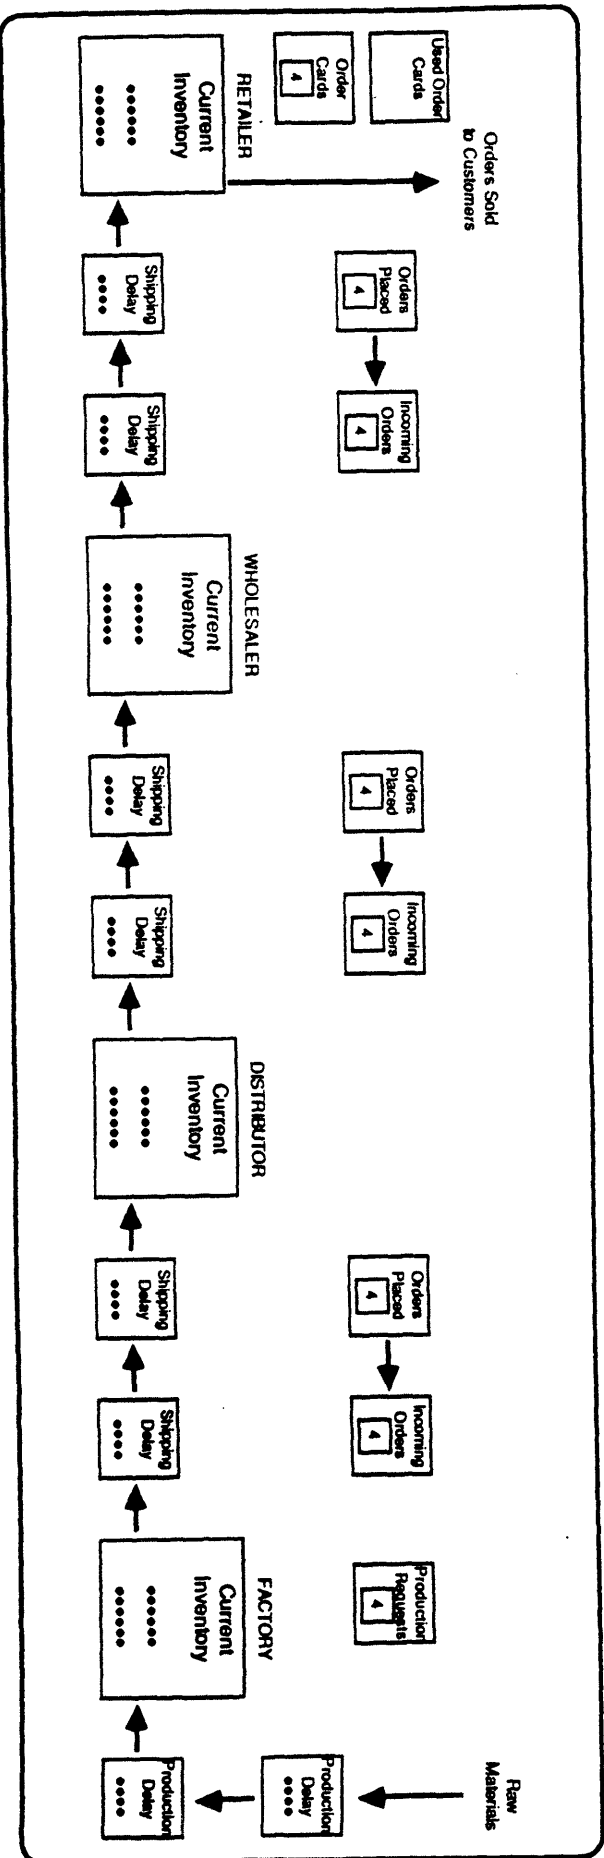 Used Order
Cards
Order
Cards
4
Orders Sold
to Customers
RETAILER
Current
Inventory
Orders
Placed
4
Incoming
Orders
4
Shipping
Delay
Shipping
Delay
WHOLESALER
Current
Inventory
Orders
Placed
4
Incoming
Orders
4
Shipping
Delay
Shipping
Delay
DISTRIBUTOR
Current
Inventory
Orders
Placed
4
Incoming
Orders
4
Shipping
Delay
Shipping
Delay
FACTORY
Current
Inventory
Production
Requests
4
Raw
Materials
Production
Delay
Production
Delay